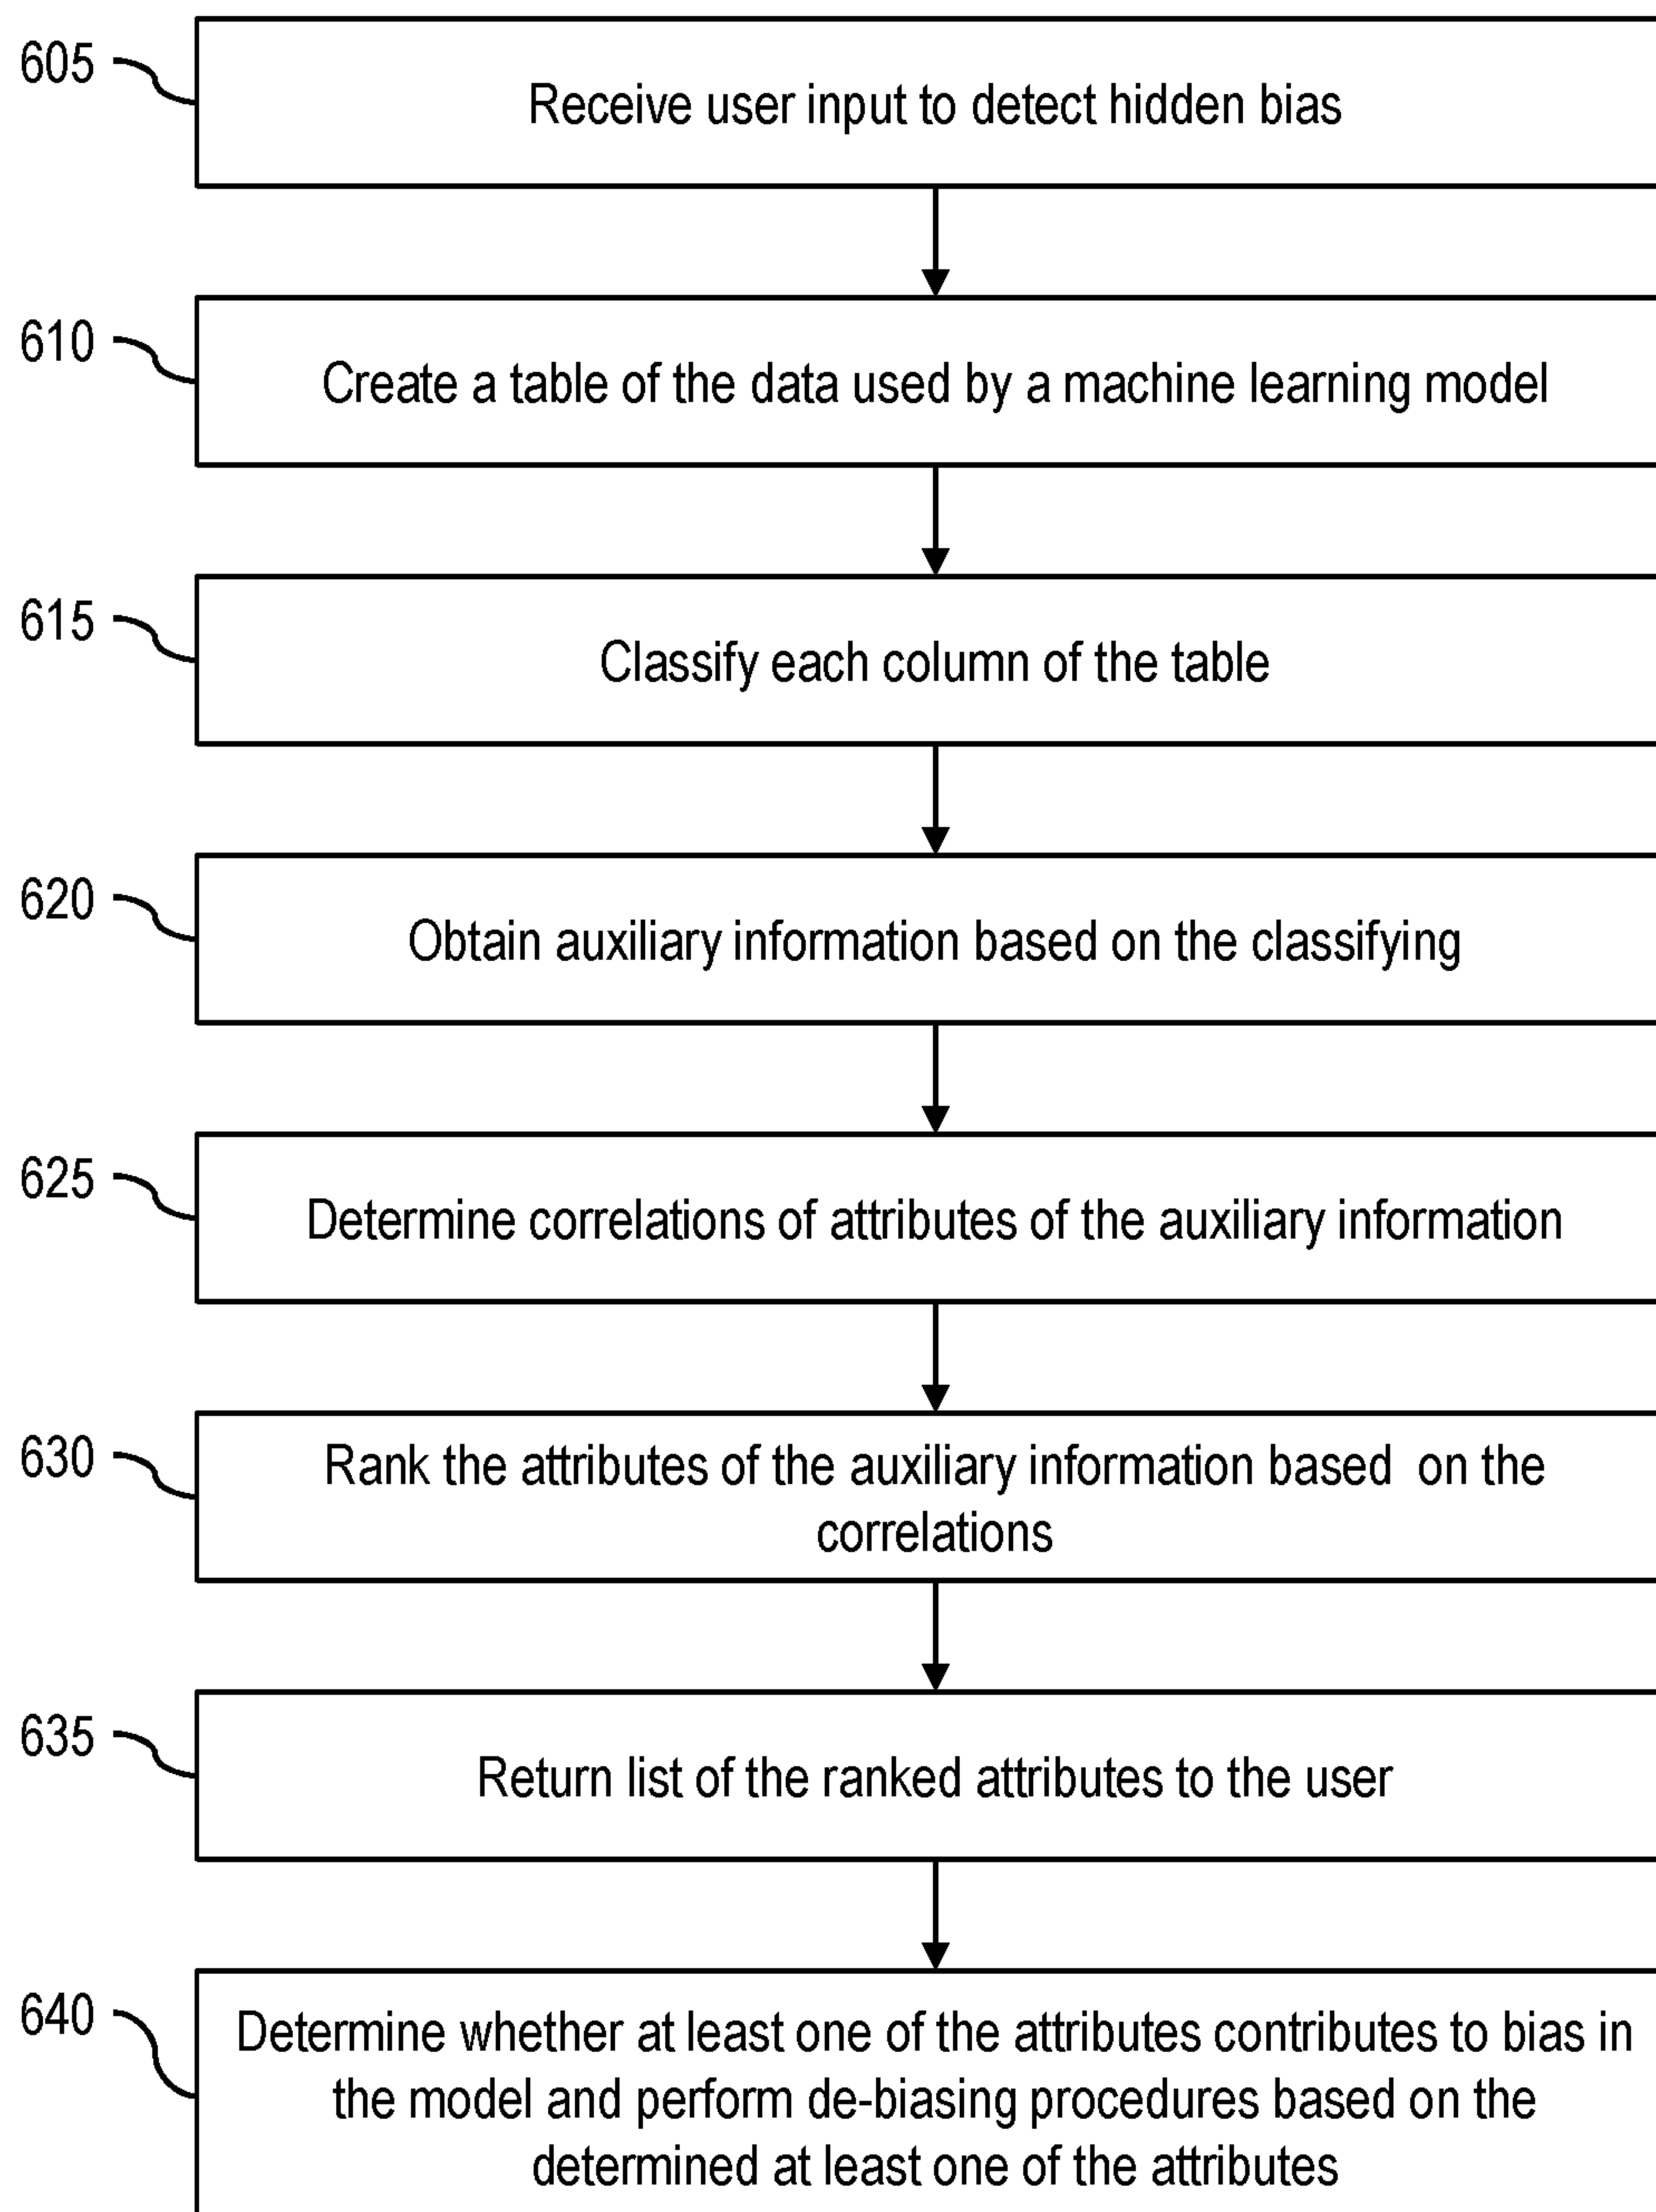 605
Receive user input to detect hidden bias
610
Create a table of the data used by a machine learning model
615
Classify each column of the table
620
Obtain auxiliary information based on the classifying
625
Determine correlations of attributes of the auxiliary information
630
Rank the attributes of the auxiliary information based  on the
correlations
635
Return list of the ranked attributes to the user
640
Determine whether at least one of the attributes contributes to bias in
the model and perform de-biasing procedures based on the
determined at least one of the attributes